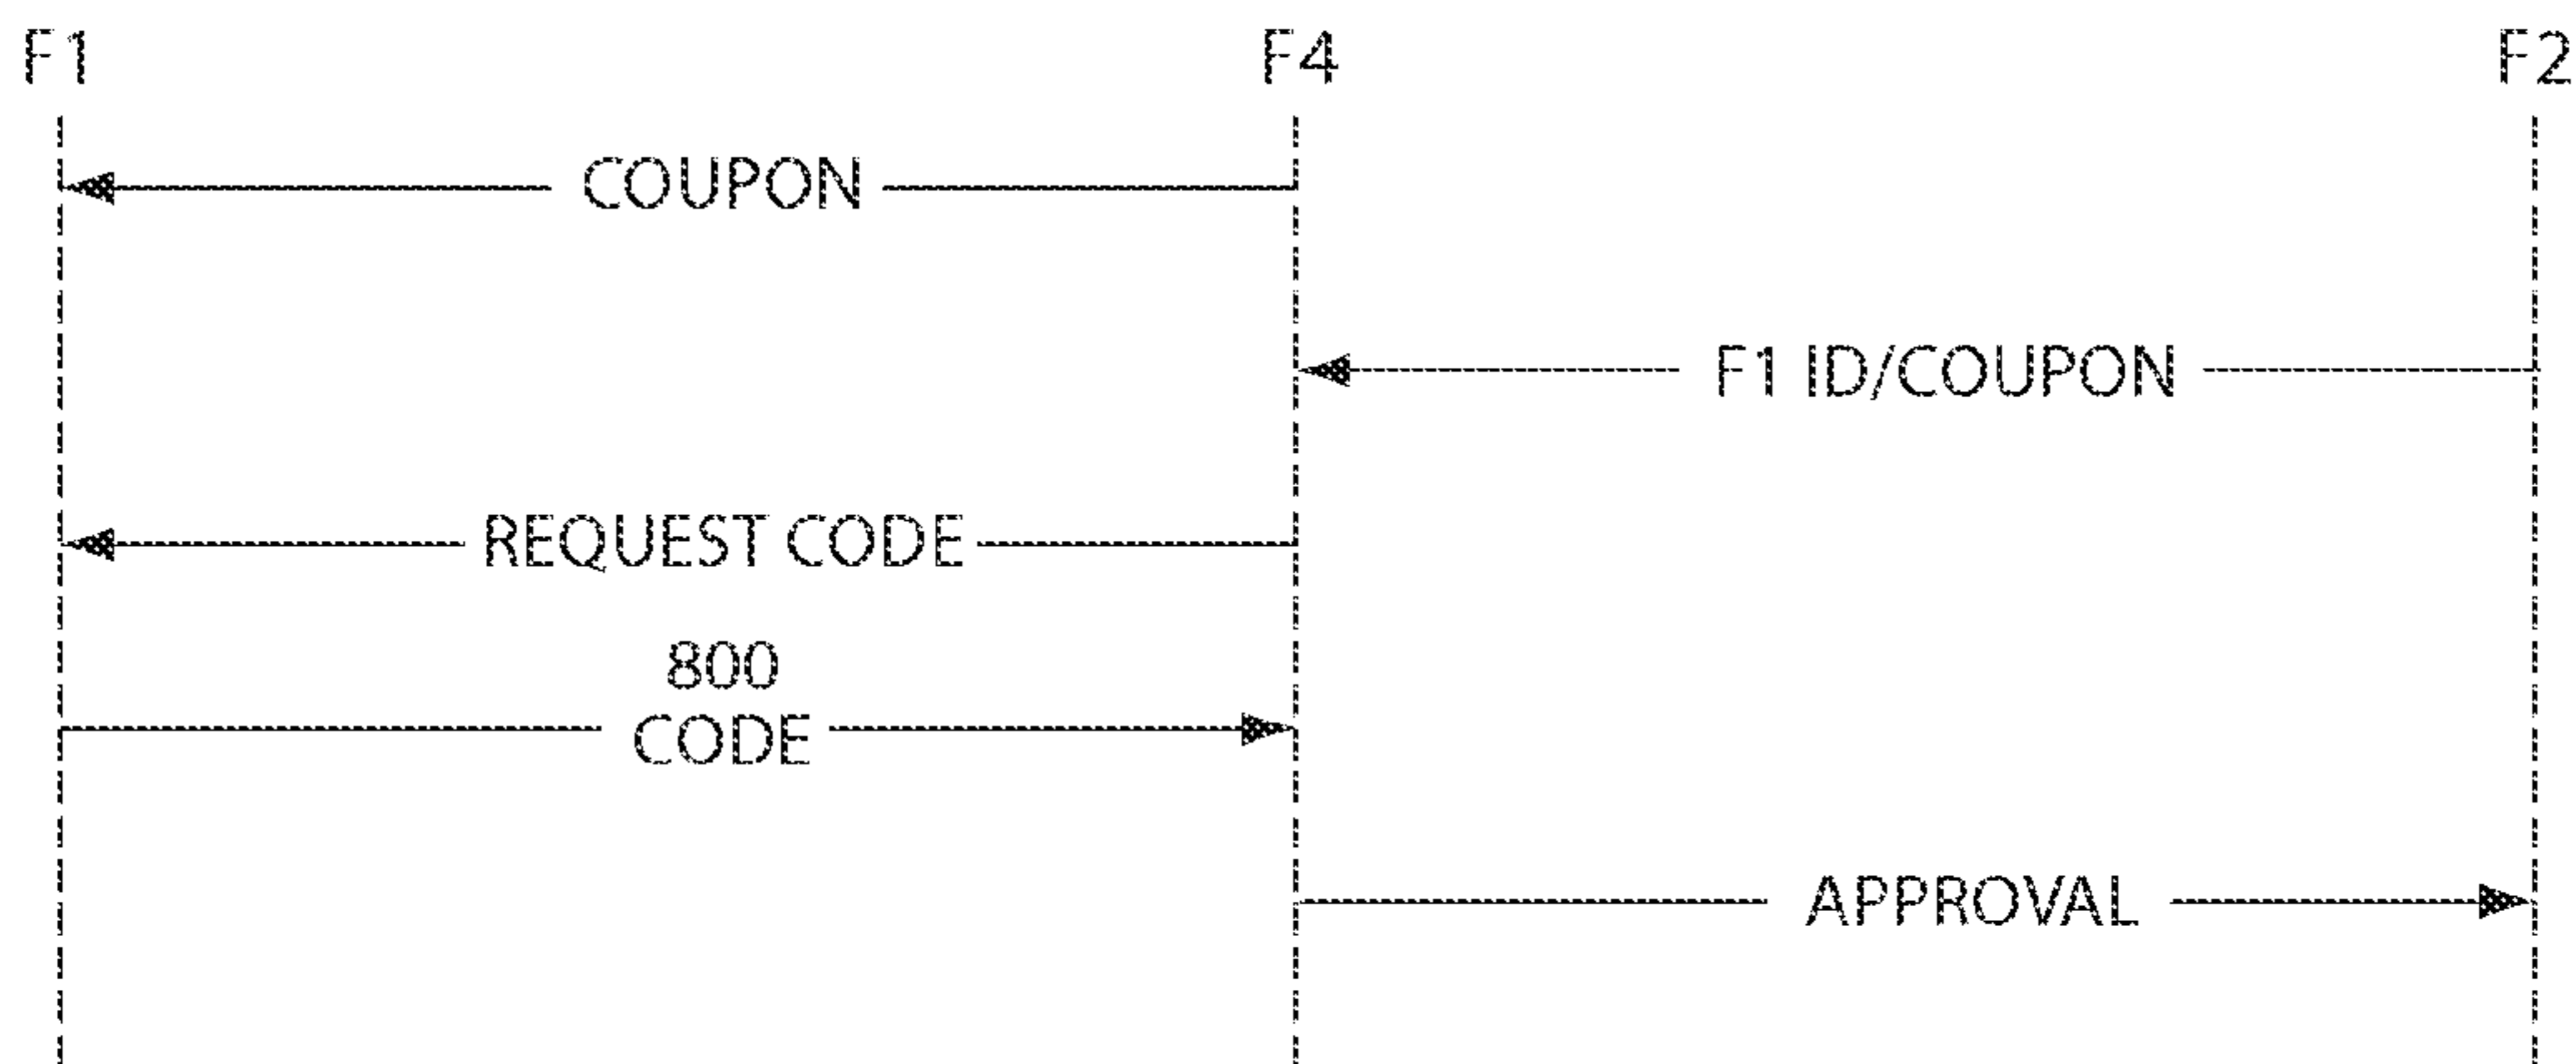 F1 F4 F2
COUPON
F1 ID/COUPON
REQUEST CODE
800
CODE
APPROVAL